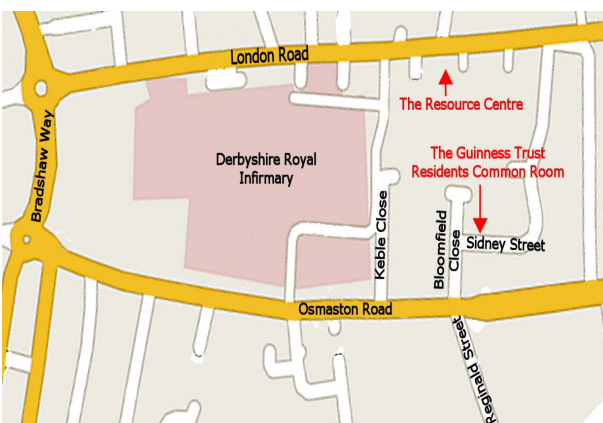 London Road
The Resource Centre
Bradshaw Way
Derbyshire Royal
Infirmary
The Guinness Trust
Residents Common Room
Keble Close
Bloomfield
Close
Sidney Street
Osmaston Road
Reginald Street